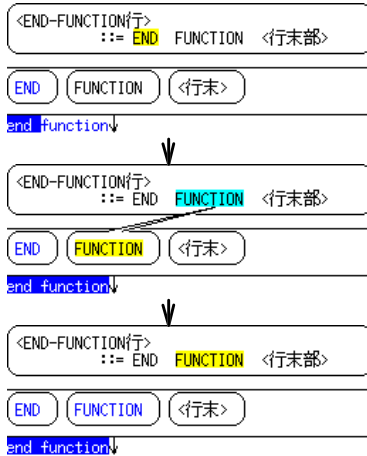 <END-FUNCTION行>
::= END FUNCTION <行末部>
END FUNCTION <行末>
end function↓
<END-FUNCTION行>
::= END FUNCTION <行末部>
END FUNCTION <行末>
end function↓
<END-FUNCTION行>
::= END FUNCTION <行末部>
END FUNCTION <行末>
end function↓